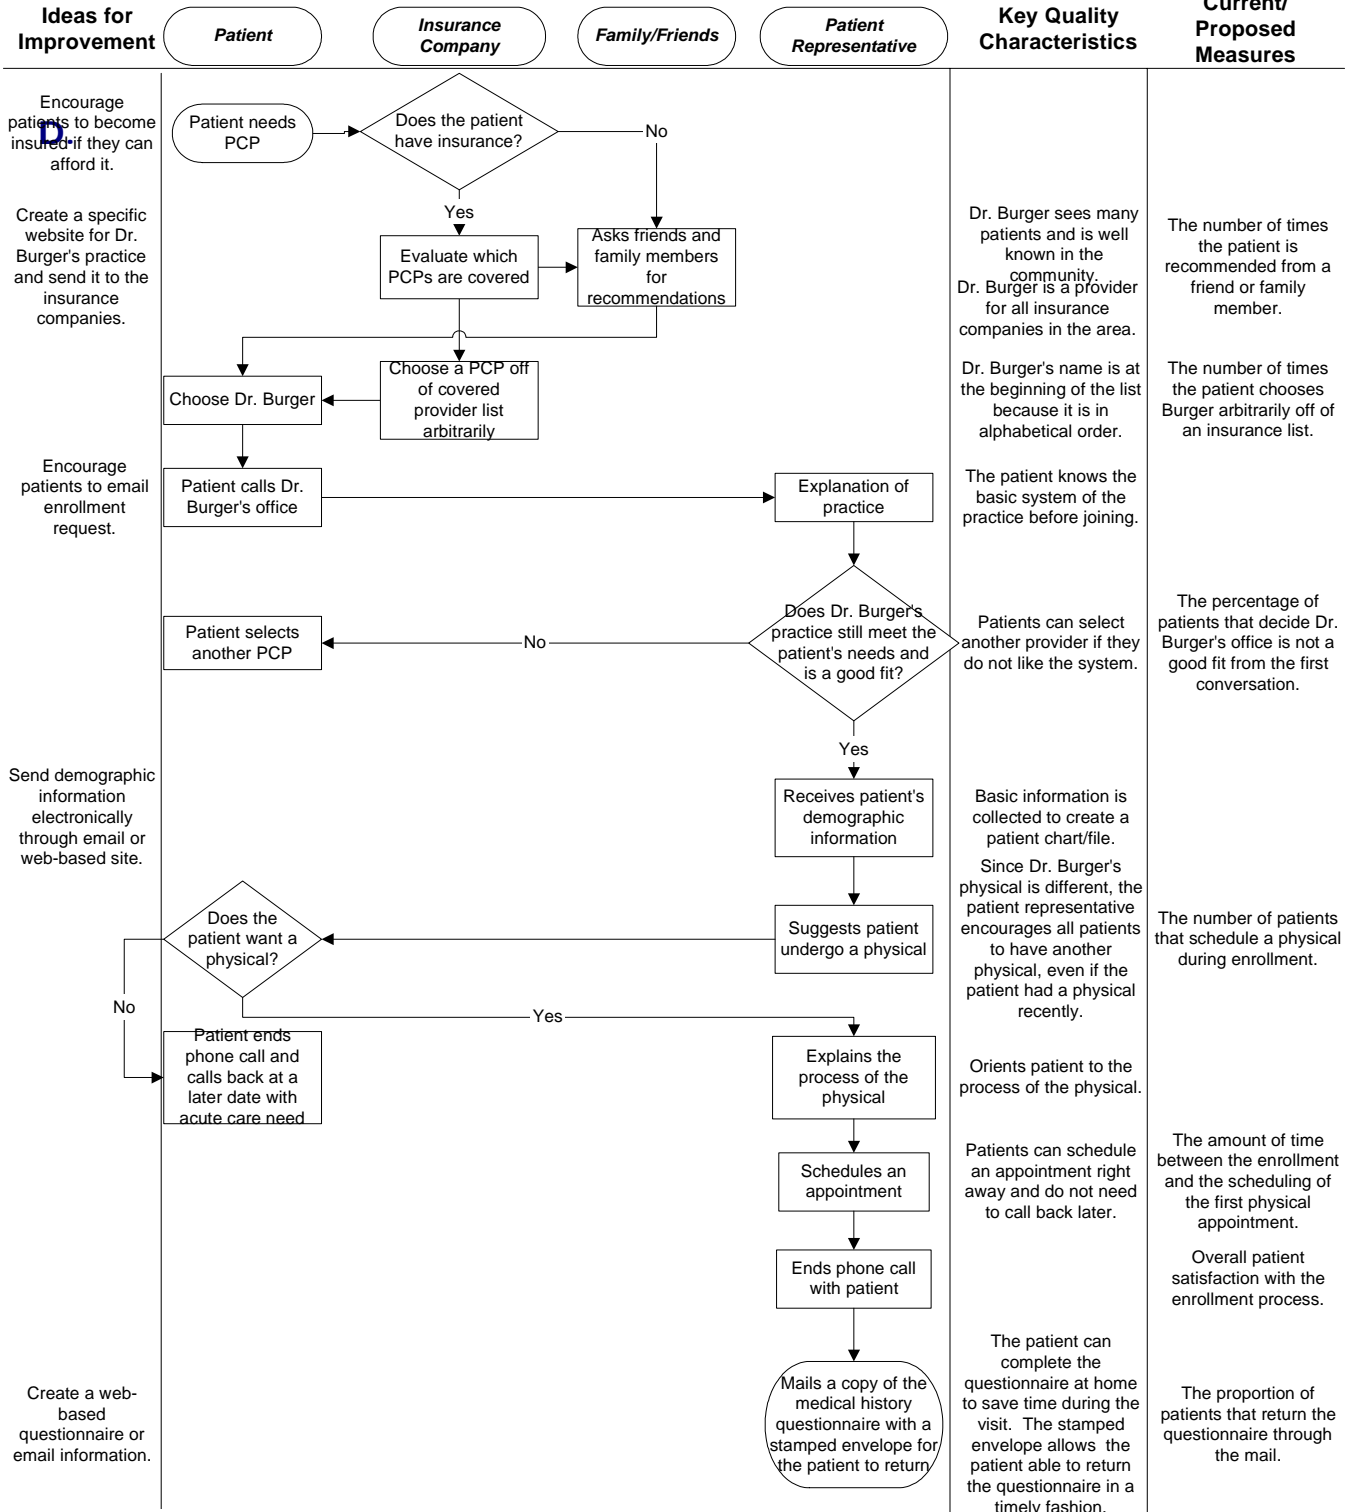 Ideas for
Improvement
Patient
Insurance
Company
Family/Friends
Patient
Representative
Key Quality
Characteristics
Current/
Proposed
Measures
Encourage
patients to become
insured if they can
afford it.
D.
Patient needs
PCP
Does the patient
have insurance?
No
Yes
Create a specific
website for Dr.
Burger's practice
and send it to the
insurance
companies.
Evaluate which
PCPs are covered
Asks friends and
family members
for
recommendations
Dr. Burger sees many
patients and is well
known in the
community.
Dr. Burger is a provider
for all insurance
companies in the area.
The number of times
the patient is
recommended from a
friend or family
member.
Choose Dr. Burger
Choose a PCP off
of covered
provider list
arbitrarily
Dr. Burger's name is at
the beginning of the list
because it is in
alphabetical order.
The number of times
the patient chooses
Burger arbitrarily off of
an insurance list.
Encourage
patients to email
enrollment
request.
Patient calls Dr.
Burger's office
Explanation of
practice
The patient knows the
basic system of the
practice before joining.
Patient selects
another PCP
No
Does Dr. Burger's
practice still meet the
patient's needs and
is a good fit?
Patients can select
another provider if they
do not like the system.
The percentage of
patients that decide Dr.
Burger's office is not a
good fit from the first
conversation.
Yes
Send demographic
information
electronically
through email or
web-based site.
Receives patient's
demographic
information
Basic information is
collected to create a
patient chart/file.
Does the
patient want a
physical?
Suggests patient
undergo a physical
Since Dr. Burger's
physical is different, the
patient representative
encourages all patients
to have another
physical, even if the
patient had a physical
recently.
The number of patients
that schedule a physical
during enrollment.
No
Yes
Patient ends
phone call and
calls back at a
later date with
acute care need
Explains the
process of the
physical
Orients patient to the
process of the physical.
Schedules an
appointment
Patients can schedule
an appointment right
away and do not need
to call back later.
The amount of time
between the enrollment
and the scheduling of
the first physical
appointment.
Ends phone call
with patient
Overall patient
satisfaction with the
enrollment process.
Create a web-
based
questionnaire or
email information.
Mails a copy of the
medical history
questionnaire with a
stamped envelope for
the patient to return
The patient can
complete the
questionnaire at home
to save time during the
visit.  The stamped
envelope allows  the
patient able to return
the questionnaire in a
timely fashion.
The proportion of
patients that return the
questionnaire through
the mail.